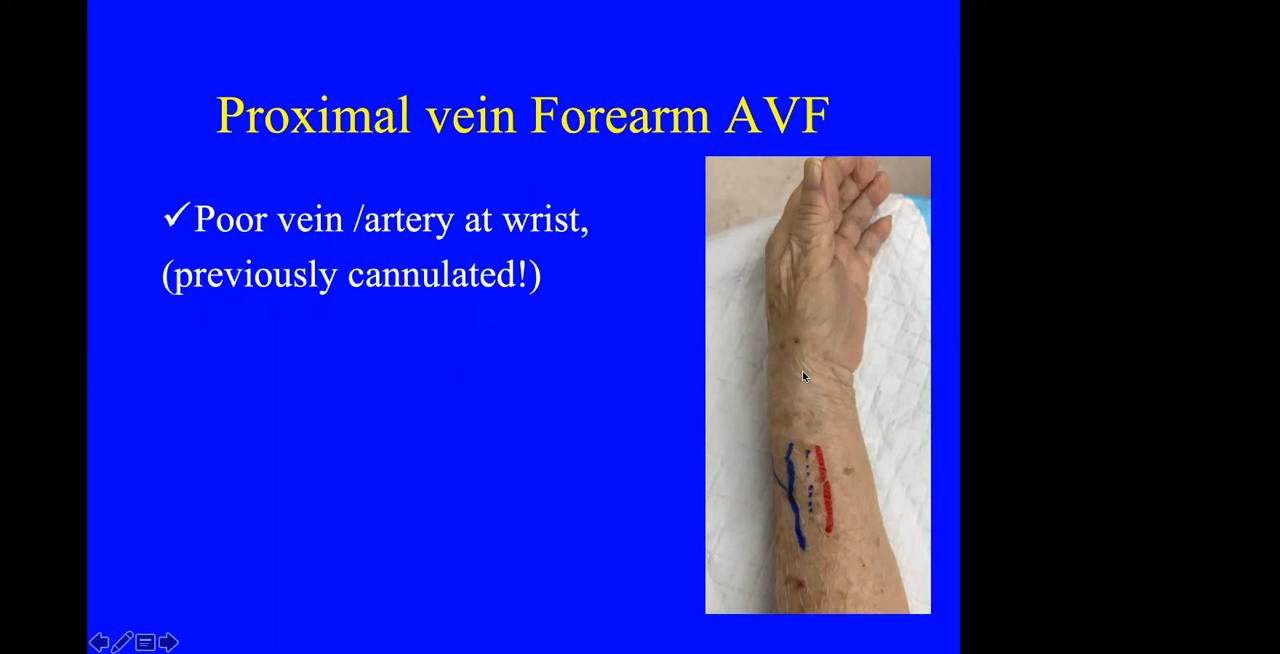 Proximal vein Forearm AVF
✓Poor vein /artery at wrist,
(previously cannulated!)